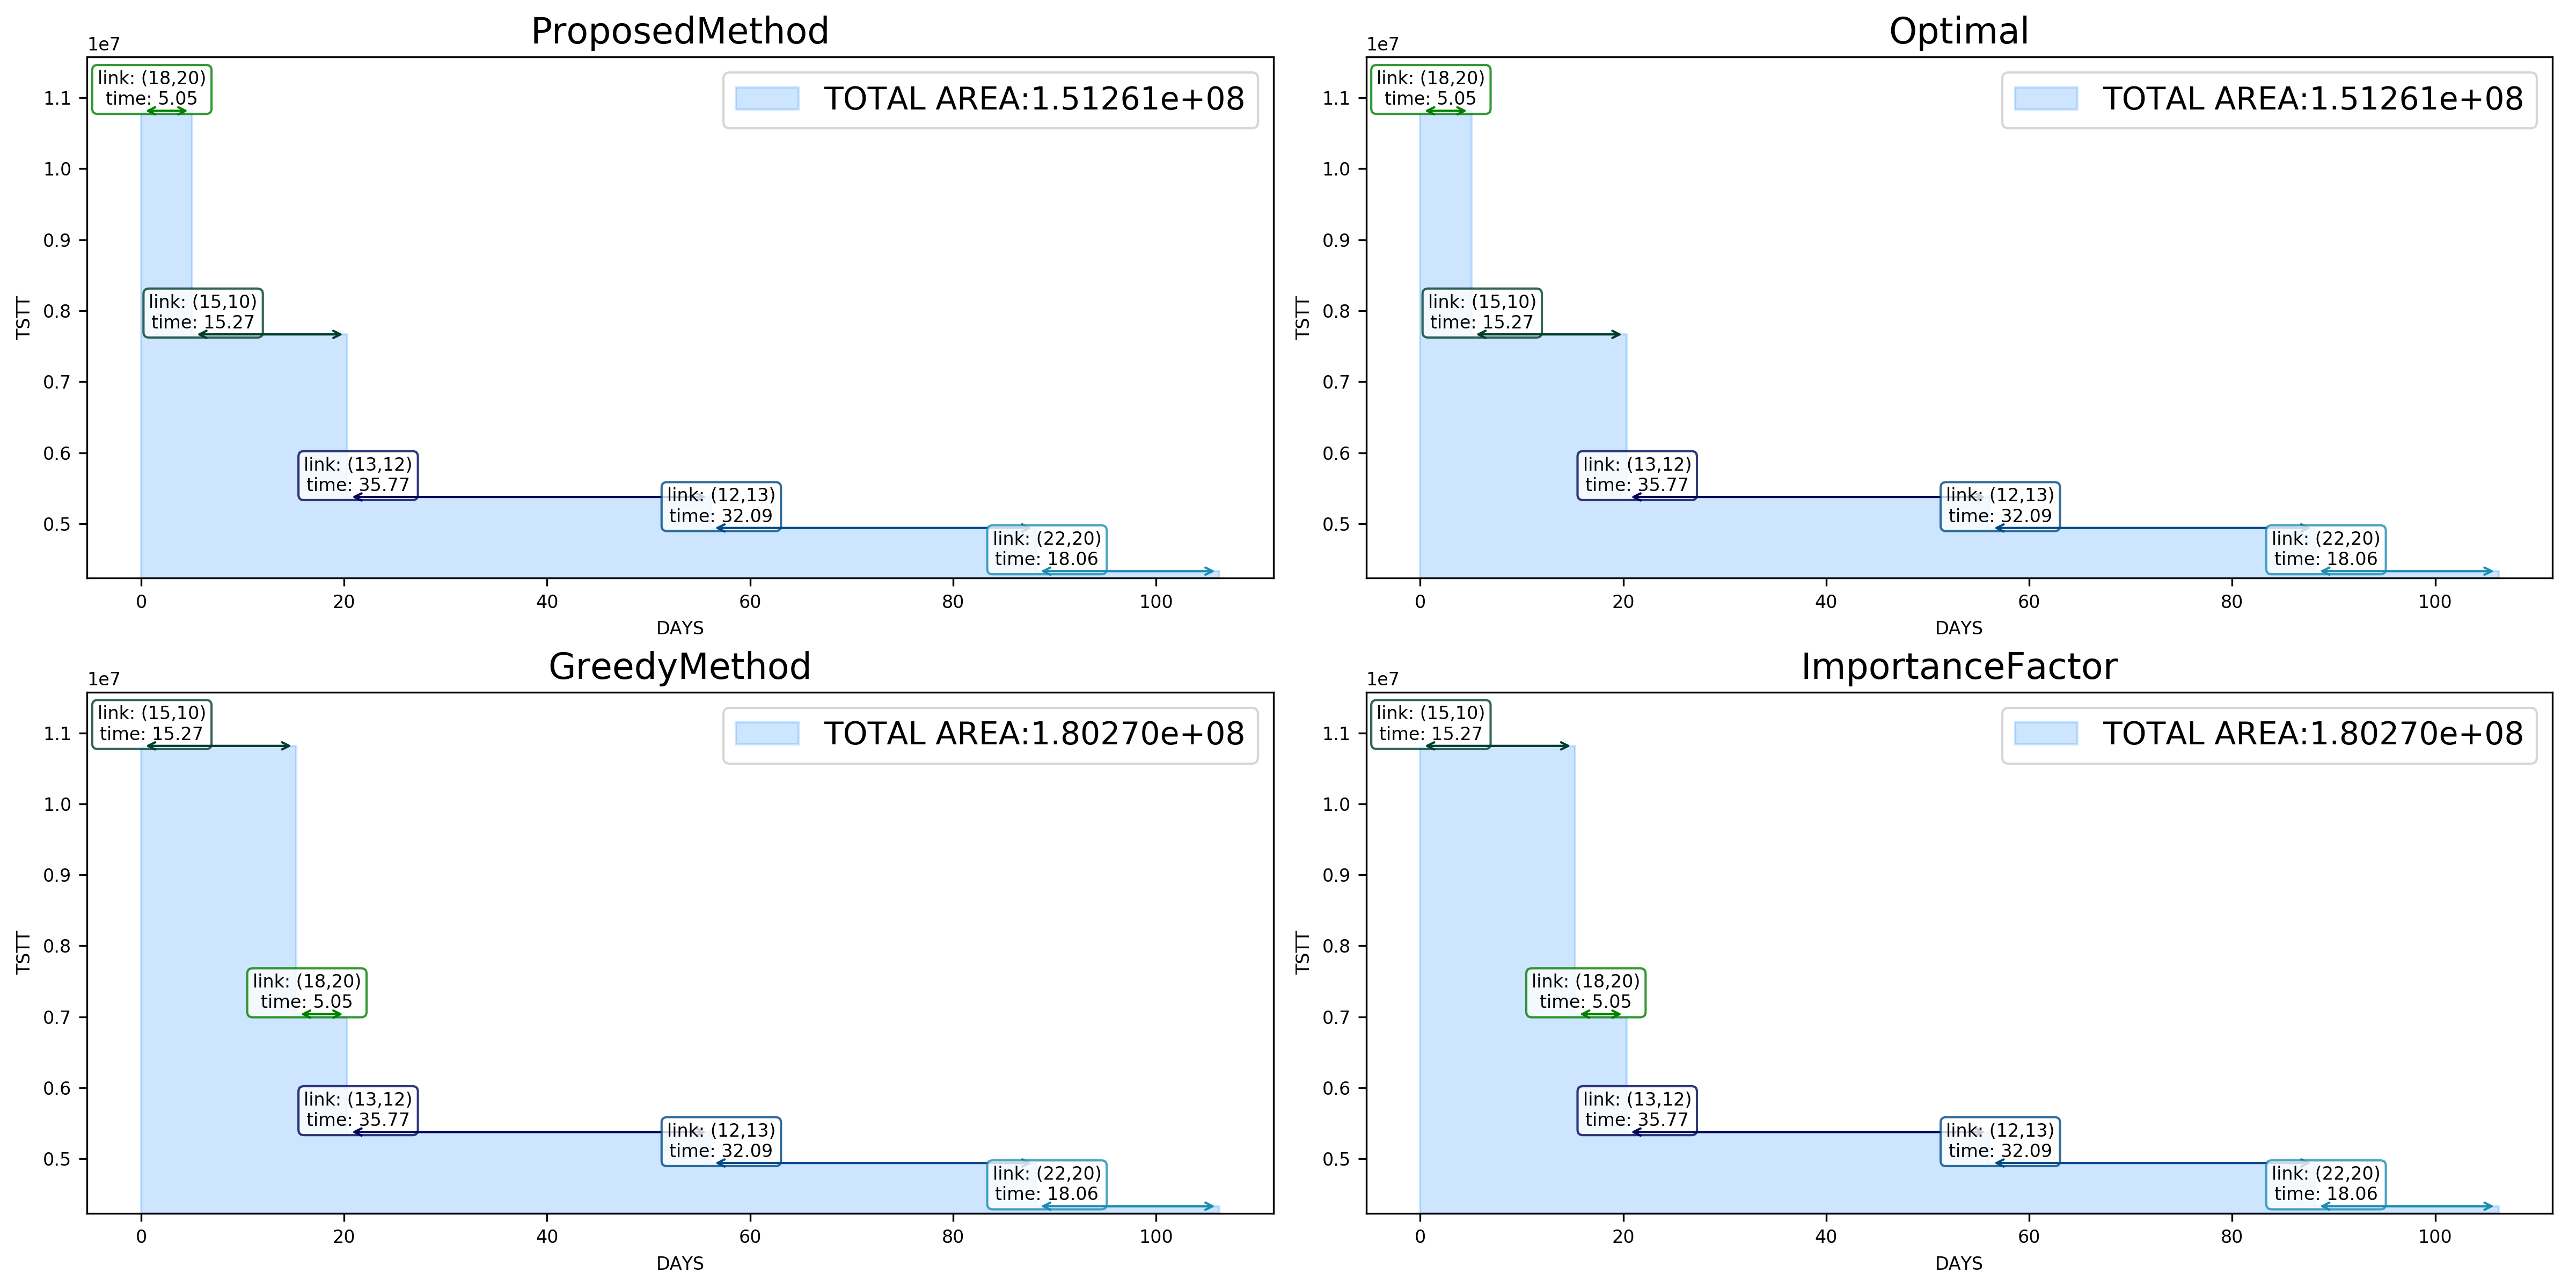 ProposedMethod
1e7
TOTAL AREA:1.51261e+08
link: (18,20)
time: 5.05
link: (15,10)
time: 15.27
link: (13,12)
time: 35.77
link: (12,13)
time: 32.09
link: (22,20)
time: 18.06
1.1
1.0
0.9
0.8
0.7
0.6
0.5
TSTT
0 20 40 60 80 100
DAYS
Optimal
1e7
TOTAL AREA:1.51261e+08
link: (18,20)
time: 5.05
link: (15,10)
time: 15.27
link: (13,12)
time: 35.77
link: (12,13)
time: 32.09
link: (22,20)
time: 18.06
1.1
1.0
0.9
0.8
0.7
0.6
0.5
TSTT
0 20 40 60 80 100
DAYS
GreedyMethod
1e7
TOTAL AREA:1.80270e+08
link: (15,10)
time: 15.27
link: (18,20)
time: 5.05
link: (13,12)
time: 35.77
link: (12,13)
time: 32.09
link: (22,20)
time: 18.06
1.1
1.0
0.9
0.8
0.7
0.6
0.5
TSTT
0 20 40 60 80 100
DAYS
ImportanceFactor
1e7
TOTAL AREA:1.80270e+08
link: (15,10)
time: 15.27
link: (18,20)
time: 5.05
link: (13,12)
time: 35.77
link: (12,13)
time: 32.09
link: (22,20)
time: 18.06
1.1
1.0
0.9
0.8
0.7
0.6
0.5
TSTT
0 20 40 60 80 100
DAYS